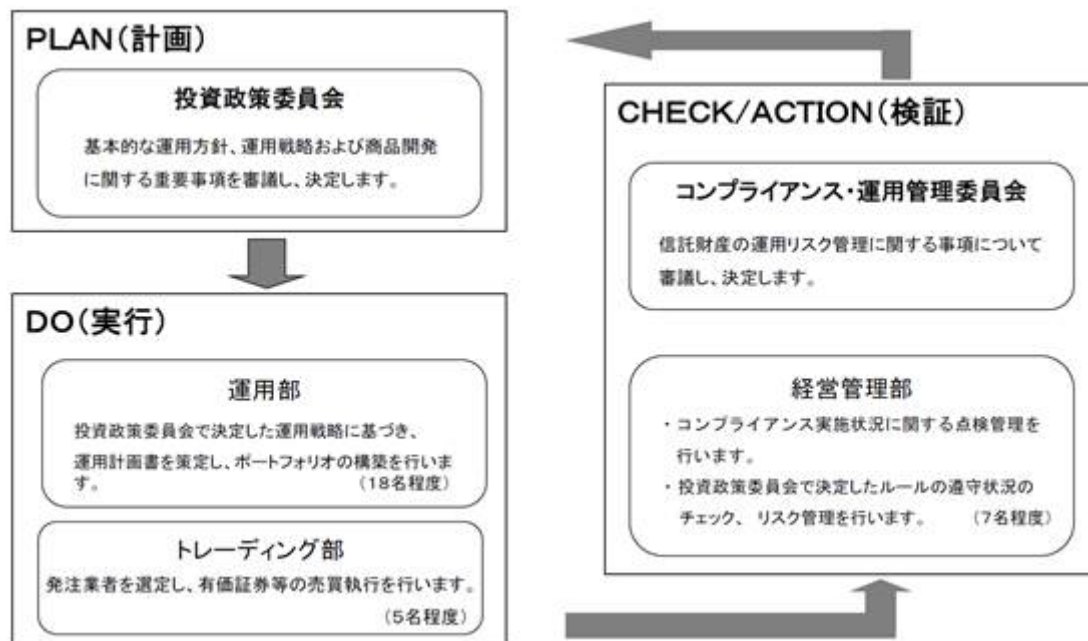 PLAN(計画)
投資政策委員会
基本的な運用方針、運用戦略および商品開発
に関する重要事項を審議し、決定します。
DO(実行)
運用部
投資政策委員会で決定した運用戦略に基づき、
運用計画書を策定し、ポートフォリオの構築を行いま
す。 (18名程度)
トレーディング部
発注業者を選定し、有価証券等の売買執行を行います。
(5名程度)
CHECK/ACTION(検証)
コンプライアンス・運用管理委員会
信託財産の運用リスク管理に関する事項について
審議し、決定します。
経営管理部
・コンプライアンス実施状況に関する点検管理を
行います。
・投資政策委員会で決定したルールの遵守状況の
チェック、 リスク管理を行います。 (7名程度)